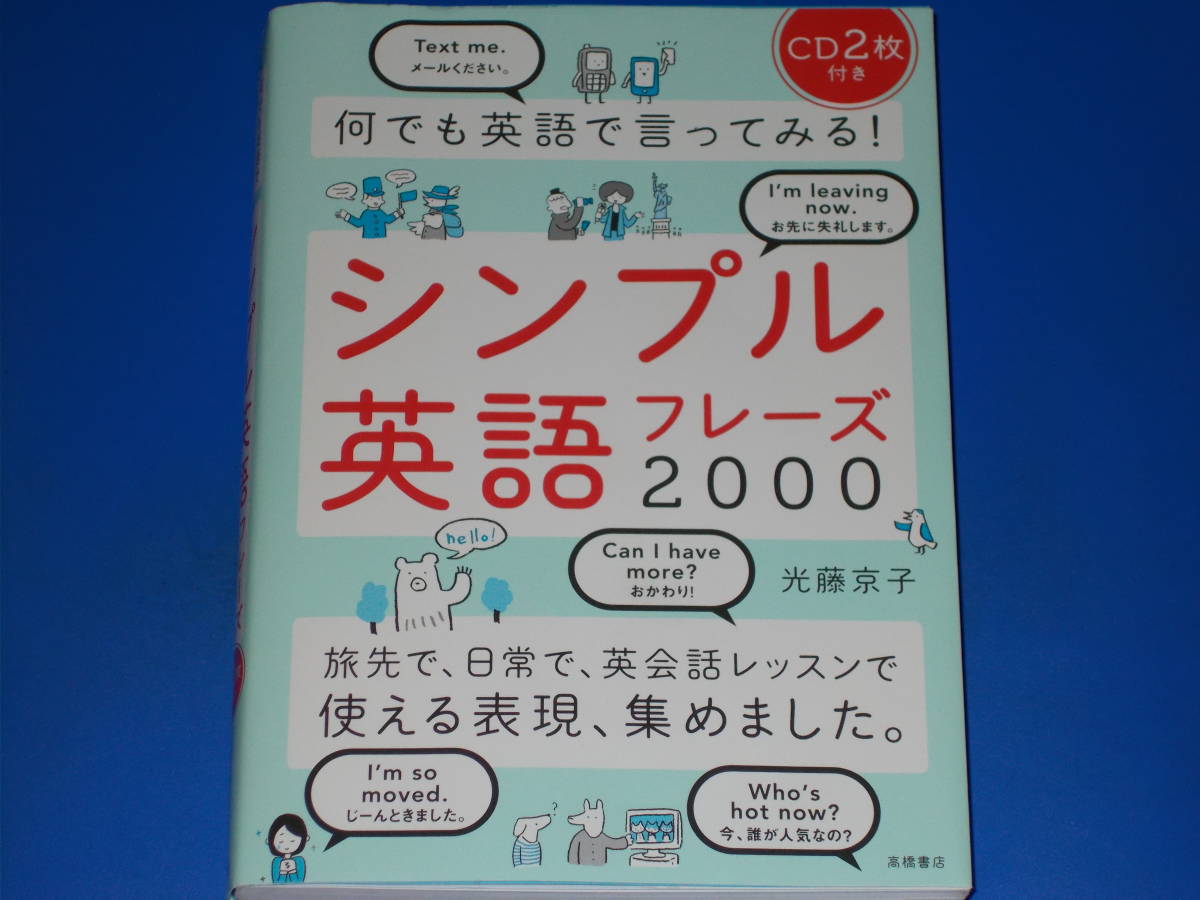 Text me.
メールください。
CD2枚
付き
何でも英語で言ってみる!
I'm leaving
now.
お先に失礼します。
シンプル
英語フレーズ
2000
hello!
Can I have
more?
おかわり!
光藤京子
旅先で、日常で、英会話レッスンで
使える表現、集めました。
I'm so
moved.
じーんときました。
Who's
hot now?
今、誰が人気なの?
高橋書店